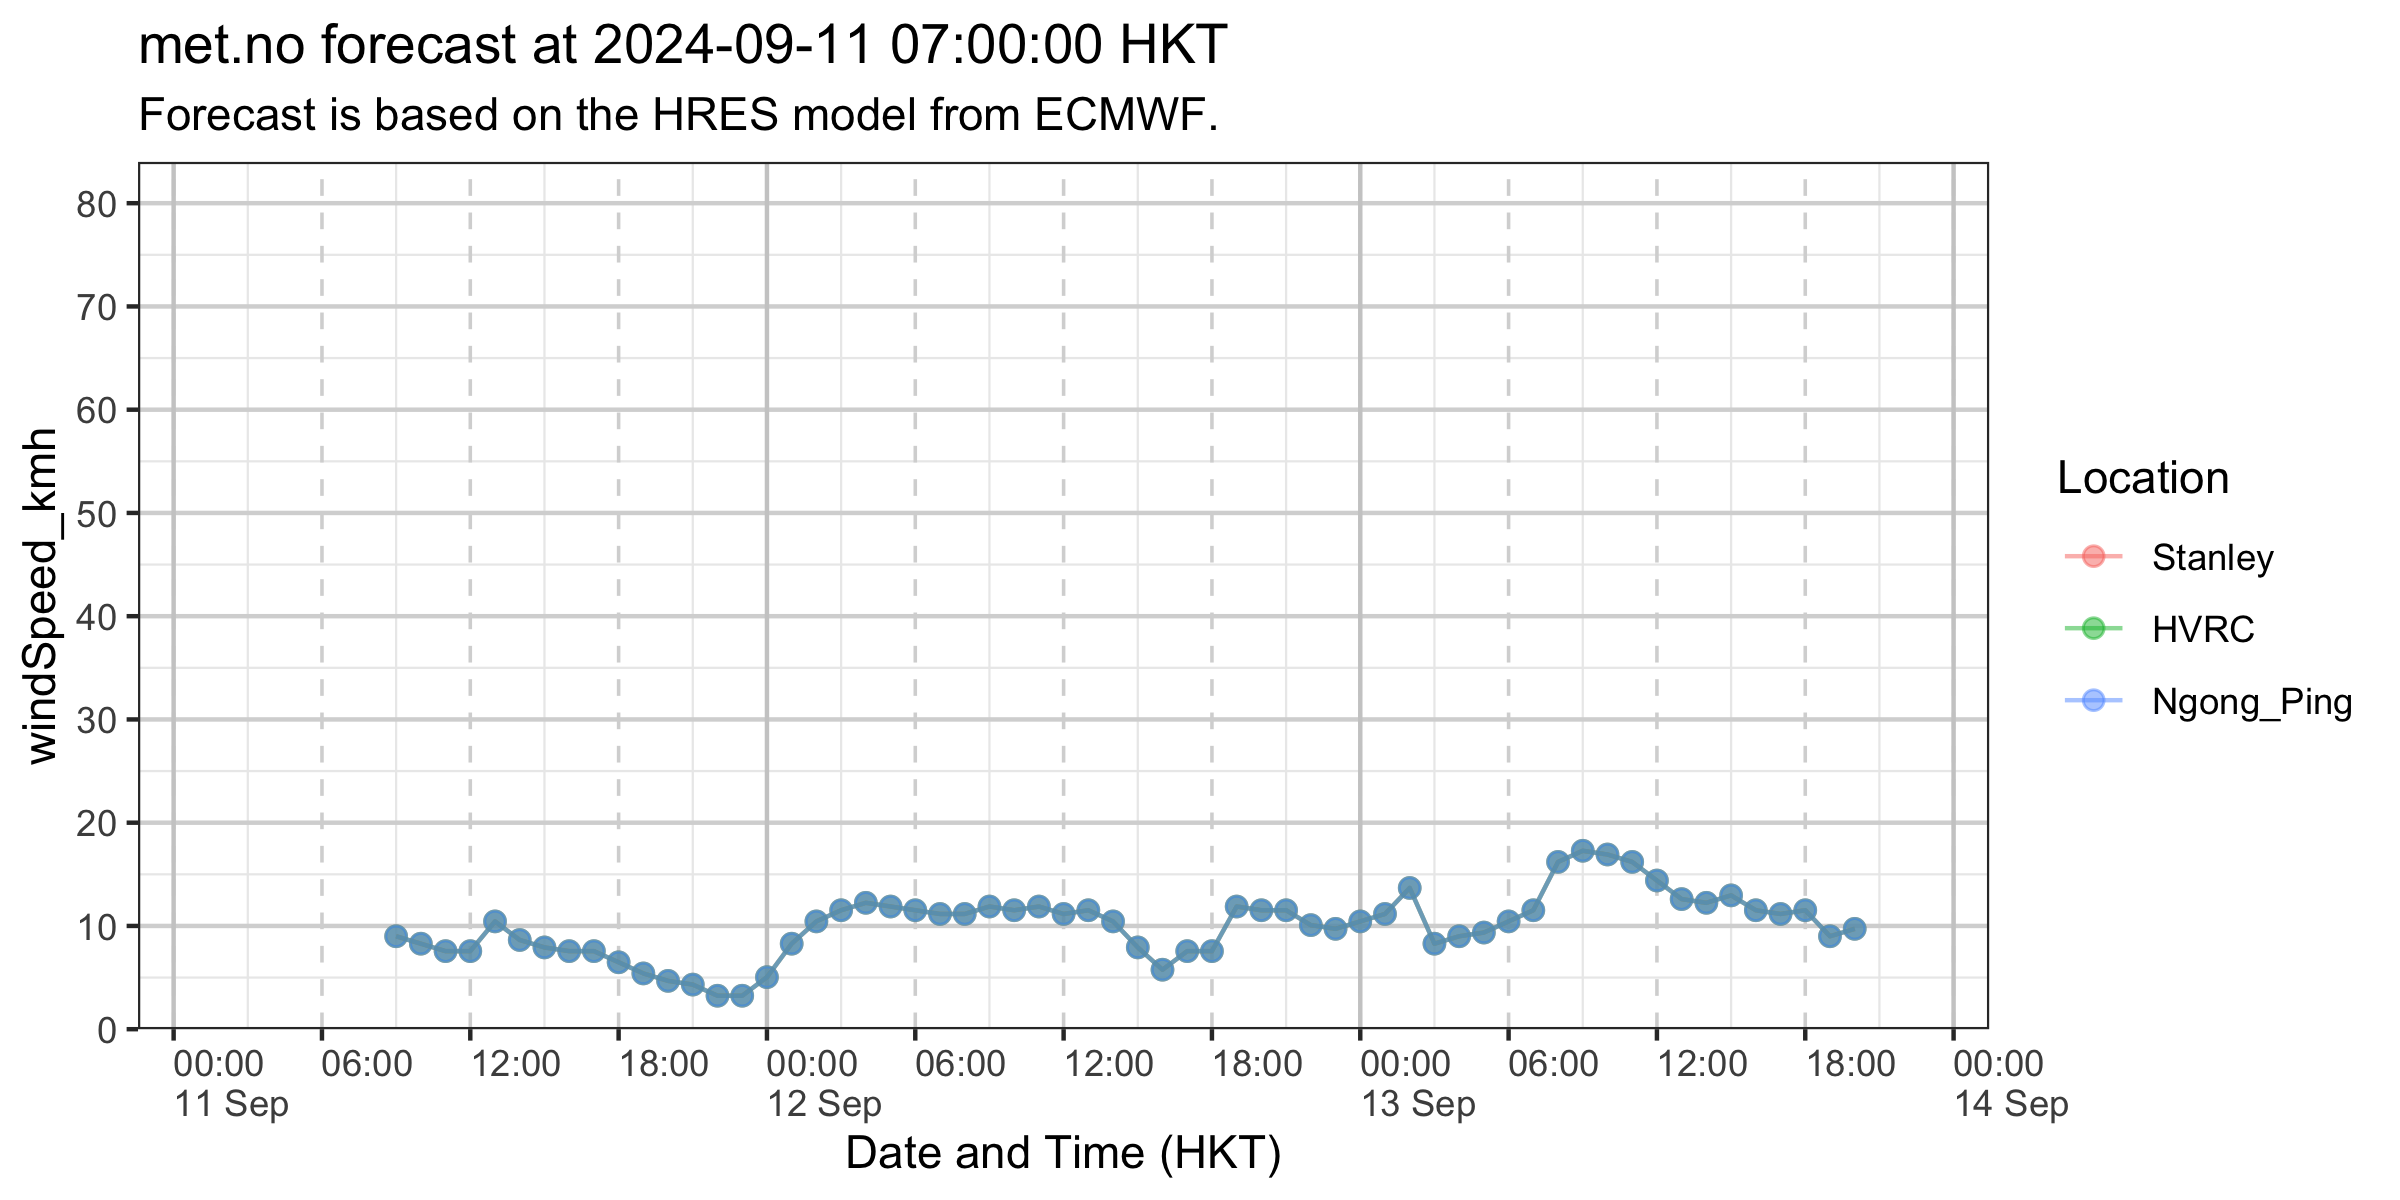 met.no forecast at 2024-09-11 07:00:00 HKT
Forecast is based on the HRES model from ECMWF.
windSpeed_kmh
80
70
60
50
40
30
20
10
0
00:00 06:00 12:00 18:00 00:00 06:00 12:00 18:00 00:00 06:00 12:00 18:00 00:00
11 Sep 12 Sep 13 Sep 14 Sep
Date and Time (HKT)
Location
Stanley
HVRC
Ngong_Ping